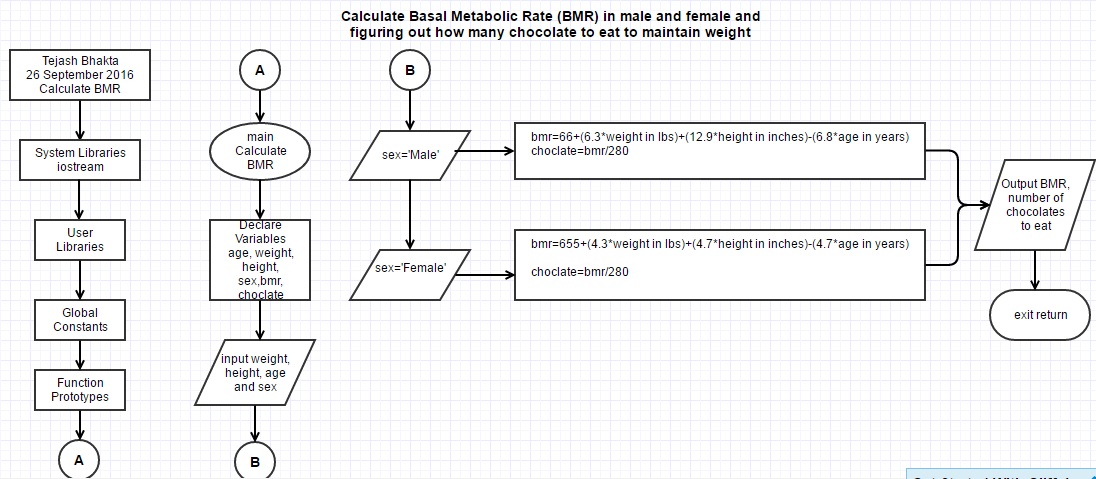 Calculate Basal Metabolic Rate (BMR) in male and female and
figuring out how many chocolate to eat to maintain weight
Tejash Bhakta
26 September 2016
Calculate BMR
System Libraries
iostream
User
Libraries
Global
Constants
Function
Prototypes
A
A
main
Calculate
BMR
Declare
Variables
age, weight,
height,
sex,bmr,
choclate
input weight,
height, age
and sex
B
B
sex='Male'
bmr=66+(6.3*weight in lbs)+(12.9*height in inches)-(6.8*age in years)
choclate=bmr/280
sex='Female'
bmr=655+(4.3*weight in lbs)+(4.7*height in inches)-(4.7*age in years)
choclate=bmr/280
Output BMR,
number of
chocolates
to eat
exit return